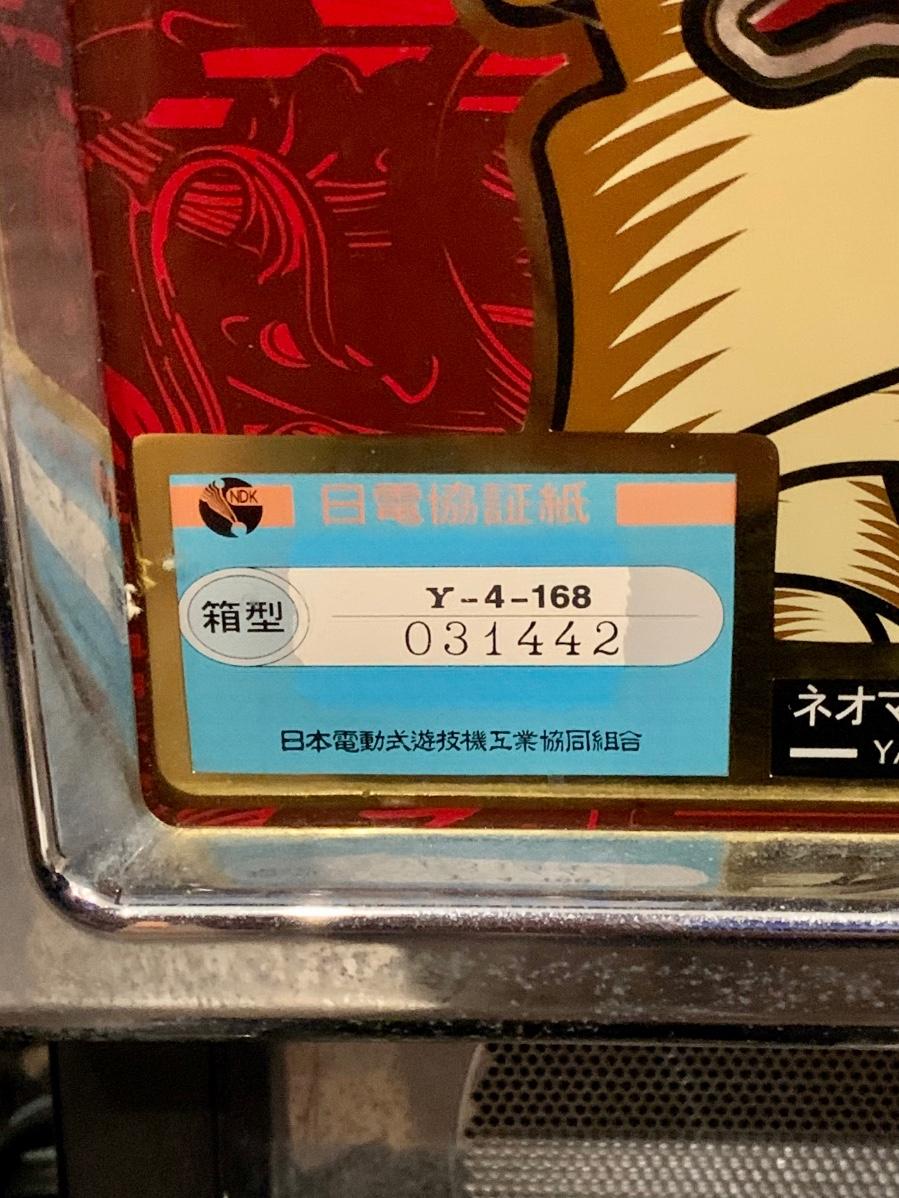 NDK 日電協証紙
箱型
Y-4-168
031442
日本電動式遊技機工業協同組合
ネオマ
YA